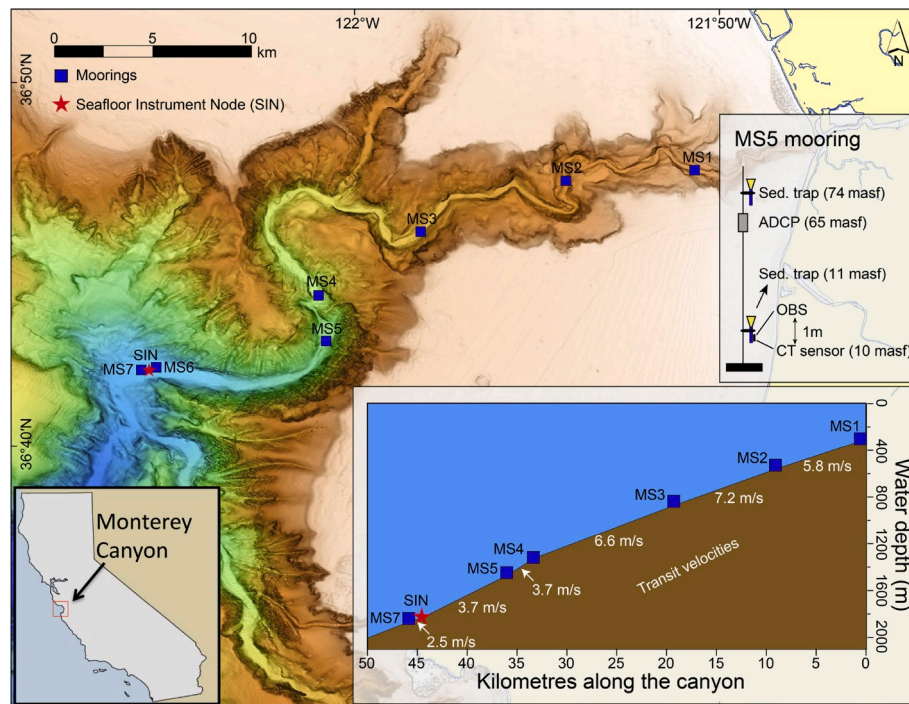 122°W
121°50'W
0 5 10
km
Moorings
Seafloor Instrument Node (SIN)
36°50'N
36°40'N
N
MS1
MS2
MS3
MS4
MS5
SIN
MS7
MS6
MS5 mooring
Sed. trap (74 masf)
ADCP (65 masf)
Sed. trap (11 masf)
OBS
1m
CT sensor (10 masf)
Monterey
Canyon
MS1
MS2
MS3
MS4
MS5
SIN
MS7
5.8 m/s
7.2 m/s
6.6 m/s
3.7 m/s
3.7 m/s
2.5 m/s
Transit velocities
0
400
800
1200
1600
2000
Water depth (m)
50 45 40 35 30 25 20 15 10 5 0
Kilometres along the canyon